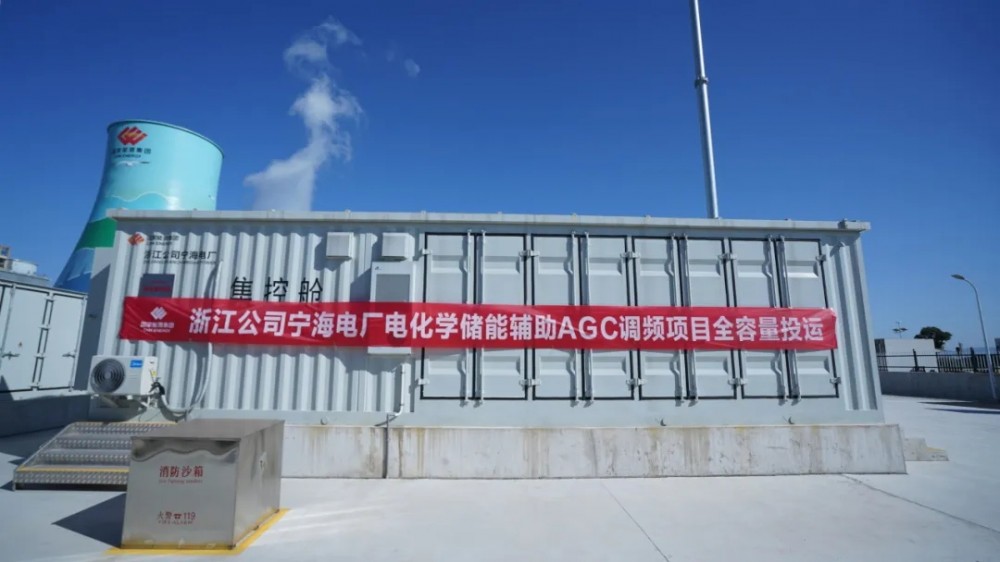 浙江公司宁海电厂
集控舱
浙江公司宁海电厂电化学储能辅助AGC调频项目全容量投运
消防沙箱
火警☎119